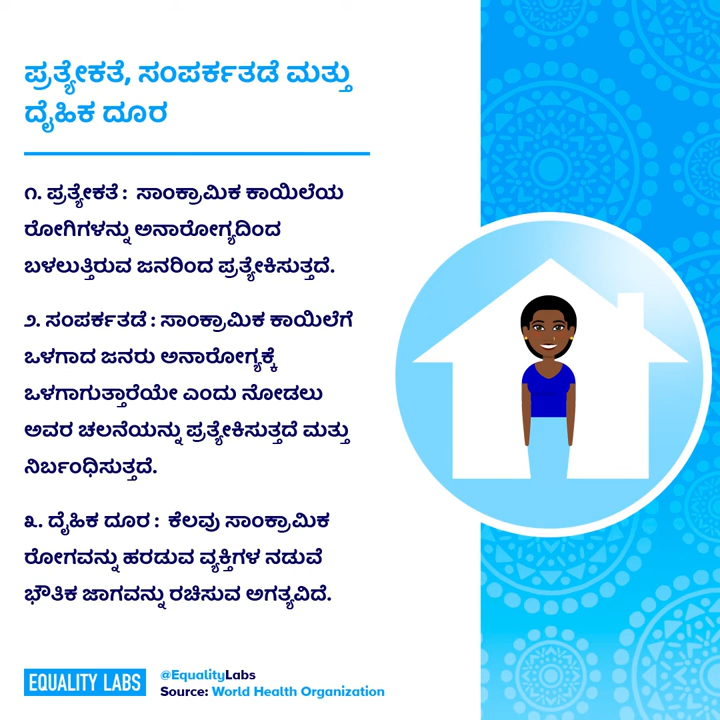 ಪ್ರತ್ಯೇಕತೆ, ಸಂಪರ್ಕತಡೆ ಮತ್ತು
ದೈಹಿಕ ದೂರ
೧. ಪ್ರತ್ಯೇಕತೆ : ಸಾಂಕ್ರಾಮಿಕ ಕಾಯಿಲೆಯ
ರೋಗಿಗಳನ್ನು ಅನಾರೋಗ್ಯದಿಂದ
ಬಳಲುತ್ತಿರುವ ಜನರಿಂದ ಪ್ರತ್ಯೇಕಿಸುತ್ತದೆ.
೨. ಸಂಪರ್ಕತಡೆ : ಸಾಂಕ್ರಾಮಿಕ ಕಾಯಿಲೆಗೆ
ಒಳಗಾದ ಜನರು ಅನಾರೋಗ್ಯಕ್ಕೆ
ಒಳಗಾಗುತ್ತಾರೆಯೇ ಎಂದು ನೋಡಲು
ಅವರ ಚಲನೆಯನ್ನು ಪ್ರತ್ಯೇಕಿಸುತ್ತದೆ ಮತ್ತು
ನಿರ್ಬಂಧಿಸುತ್ತದೆ.
೩. ದೈಹಿಕ ದೂರ : ಕೆಲವು ಸಾಂಕ್ರಾಮಿಕ
ರೋಗವನ್ನು ಹರಡುವ ವ್ಯಕ್ತಿಗಳ ನಡುವೆ
ಭೌತಿಕ ಜಾಗವನ್ನು ರಚಿಸುವ ಅಗತ್ಯವಿದೆ.
EQUALITY LABS
@EqualityLabs
Source: World Health Organization